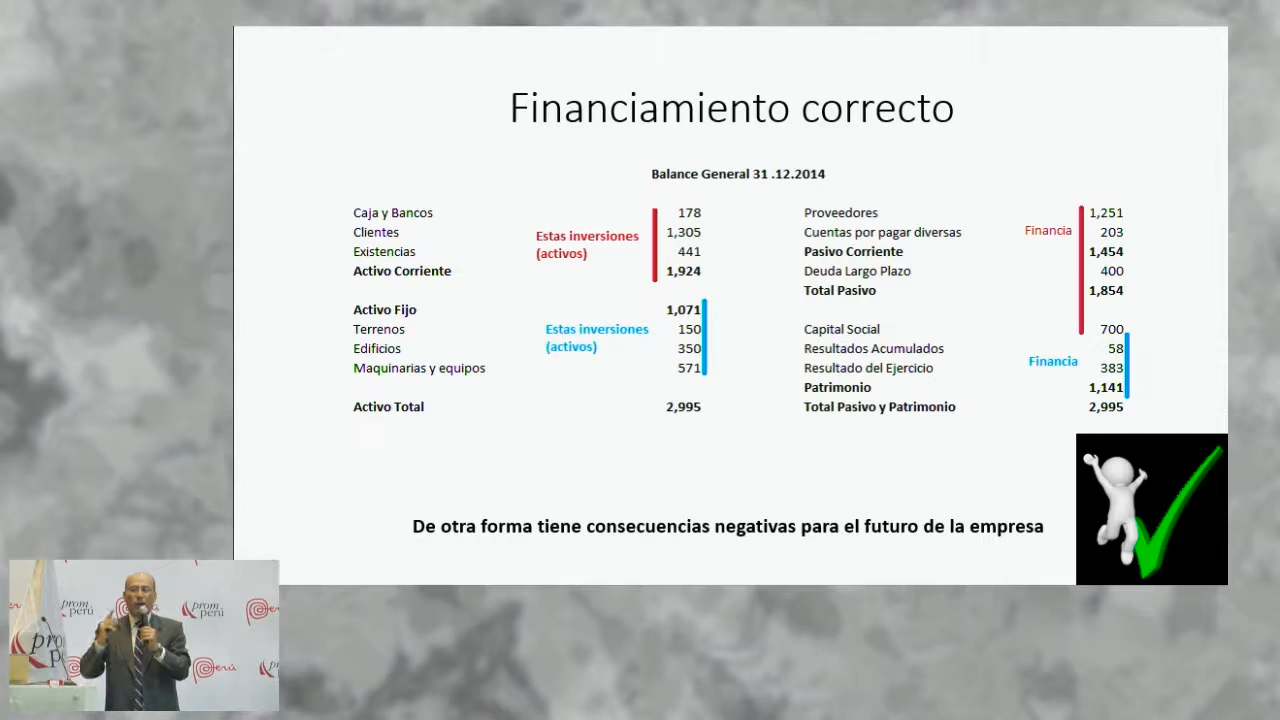 Financiamiento correcto
Balance General 31 .12.2014
Caja y Bancos 178 Proveedores 1,251
Clientes 1,305 Cuentas por pagar diversas 203
Existencias 441 Pasivo Corriente 1,454
Activo Corriente 1,924 Deuda Largo Plazo 400
Total Pasivo 1,854
Estas inversiones
(activos)
Financia
Activo Fijo 1,071
Terrenos 150 Capital Social 700
Edificios 350 Resultados Acumulados 58
Maquinarias y equipos 571 Resultado del Ejercicio 383
Patrimonio 1,141
Activo Total 2,995 Total Pasivo y Patrimonio 2,995
Estas inversiones
(activos)
Financia
De otra forma tiene consecuencias negativas para el futuro de la empresa
prom
perú
prom
perú
Perú
pro